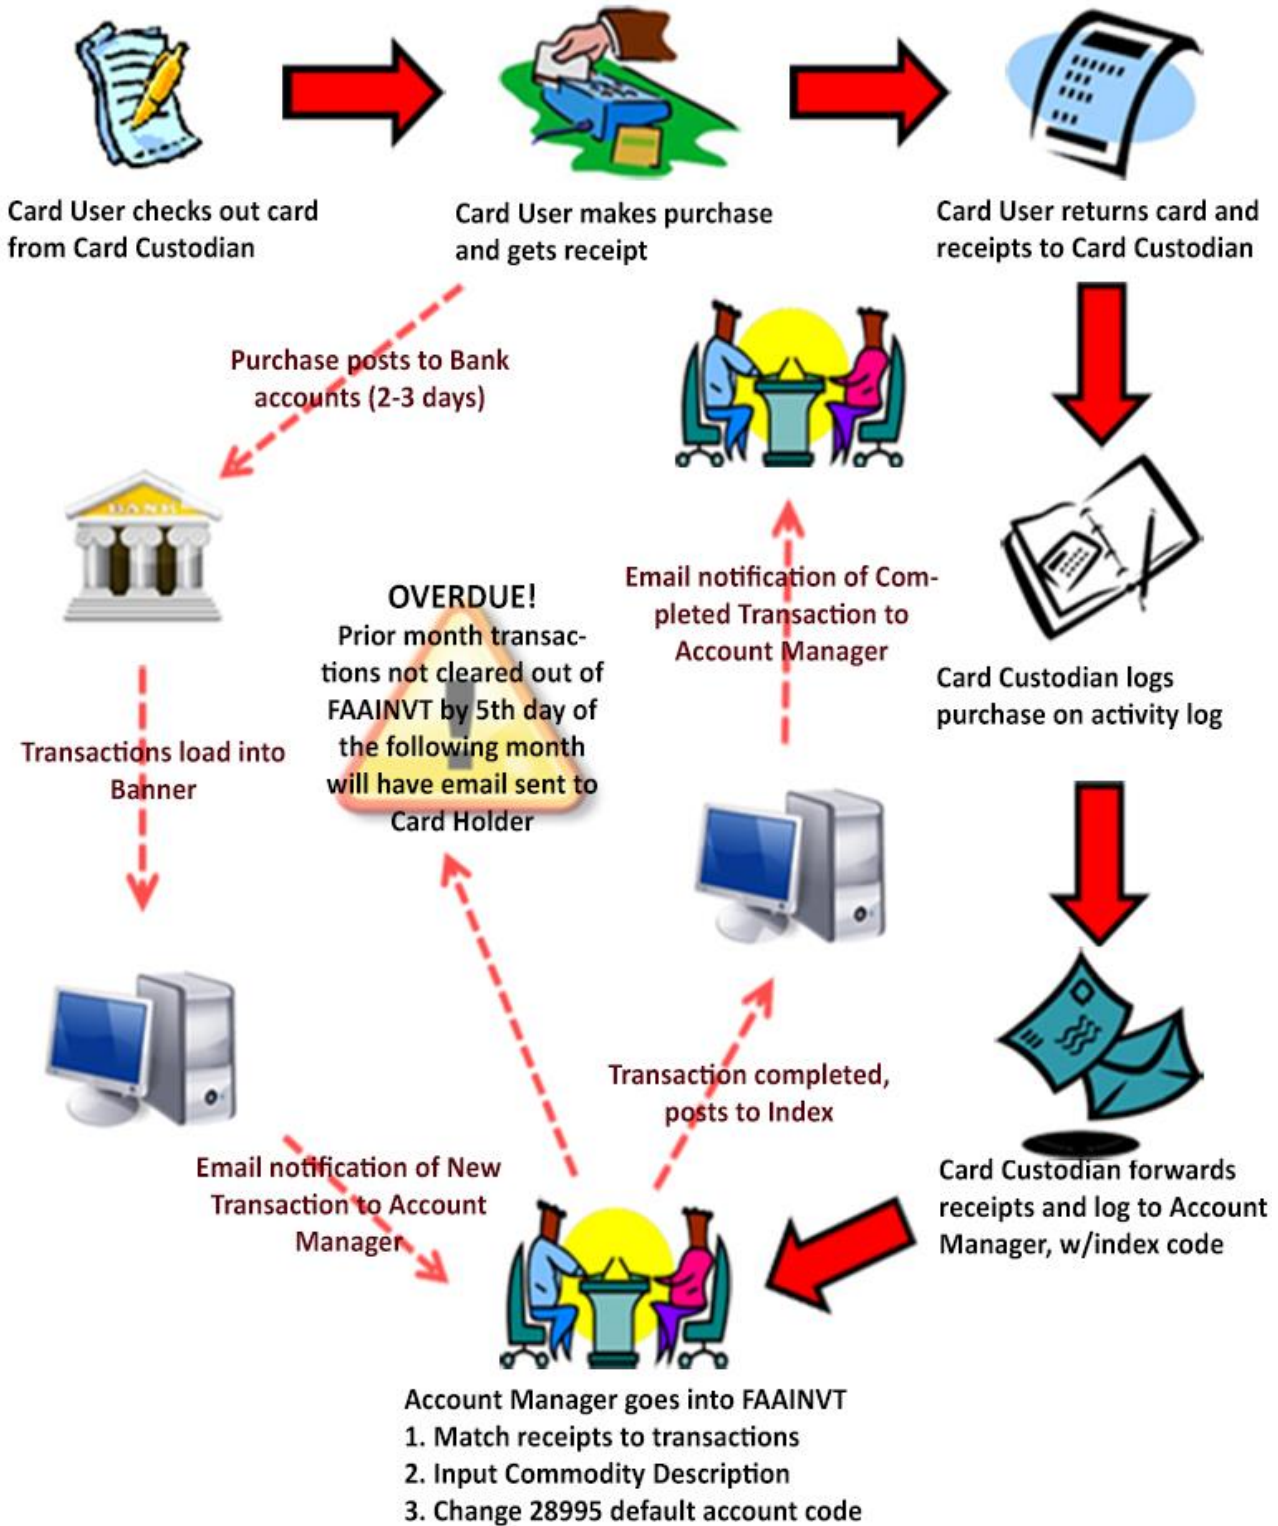 Card User checks out card
from Card Custodian
Card User makes purchase
and gets receipt
Card User returns card and
receipts to Card Custodian
Purchase posts to Bank
accounts (2-3 days)
BANK
OVERDUE!
Prior month transac-
tions not cleared out of
FAAINVT by 5th day of
the following month
will have email sent to
Card Holder
Email notification of Com-
pleted Transaction to
Account Manager
Card Custodian logs
purchase on activity log
Transactions load into
Banner
Transaction completed,
posts to Index
Email notification of New
Transaction to Account
Manager
Card Custodian forwards
receipts and log to Account
Manager, w/index code
Account Manager goes into FAAINVT
1. Match receipts to transactions
2. Input Commodity Description
3. Change 28995 default account code